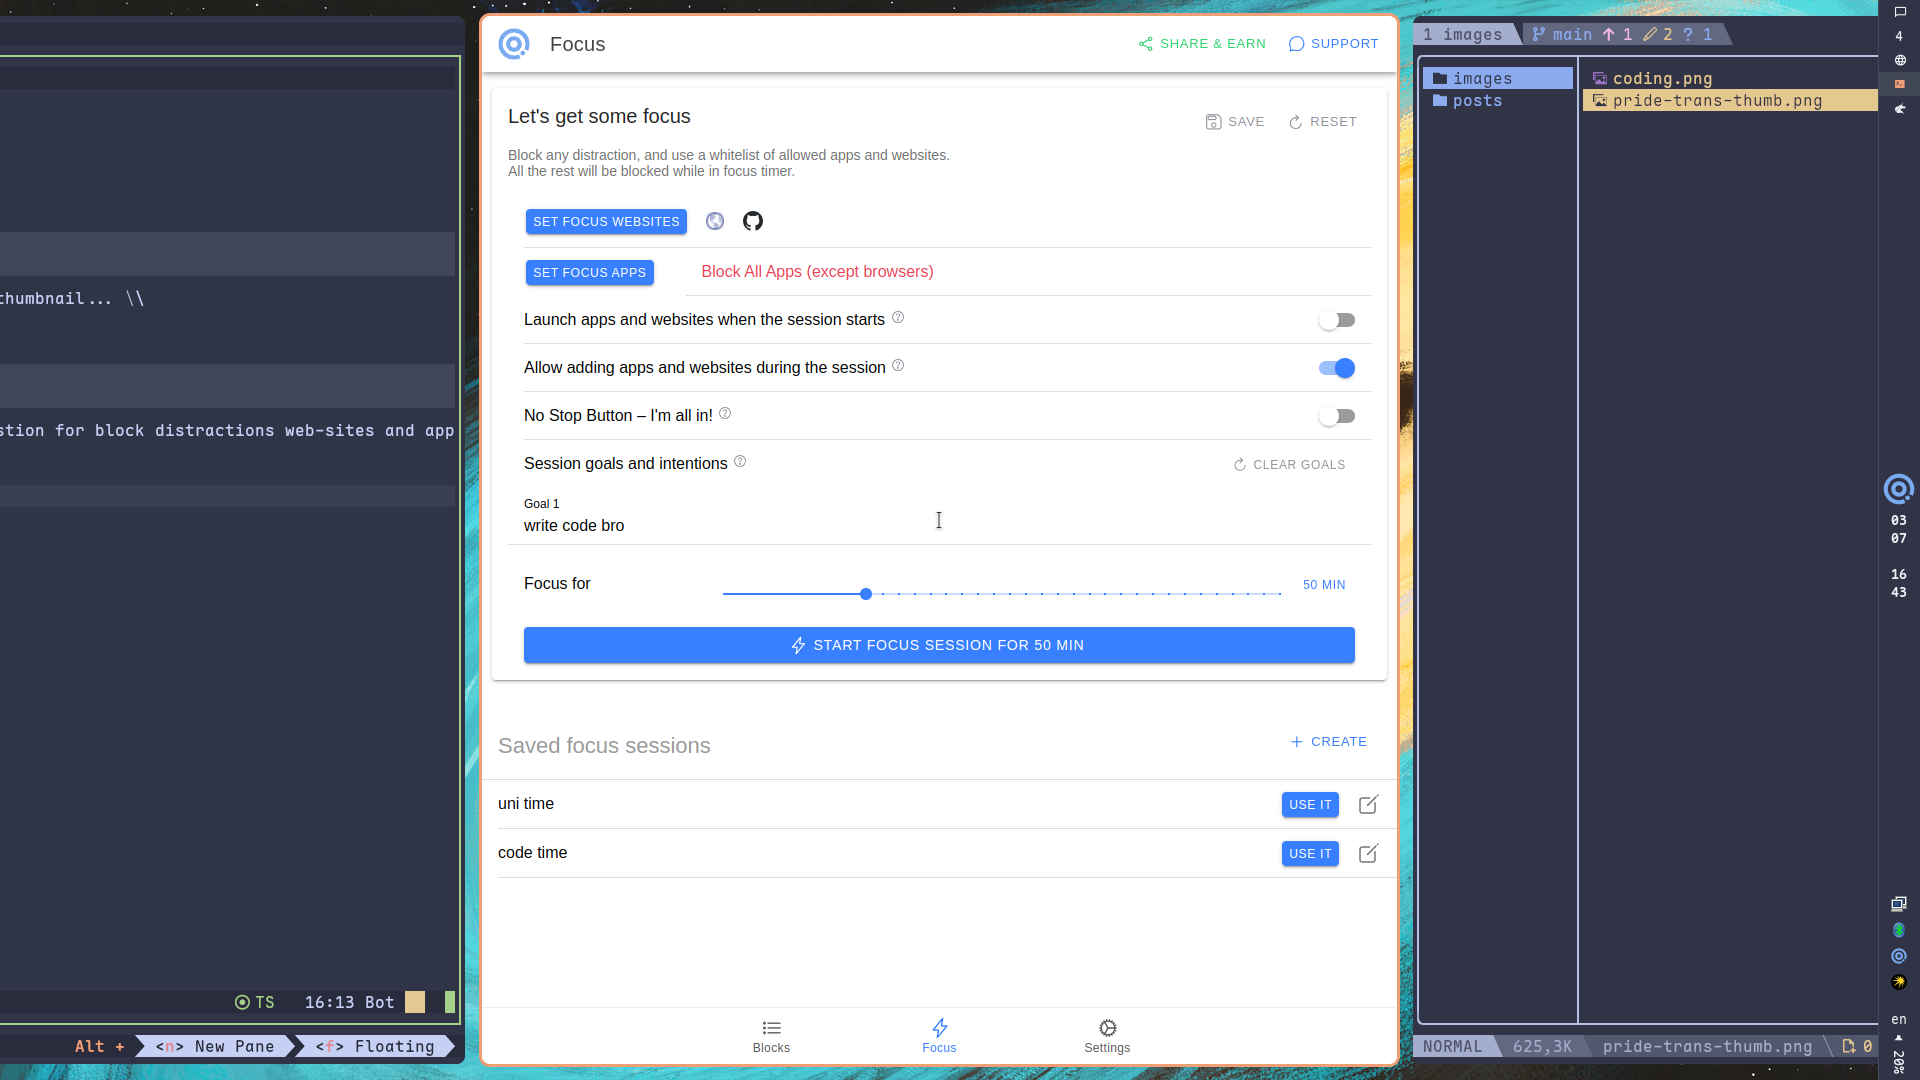 thumbnail... \\
stion for block distractions web-sites and app
TS 16:13 Bot
Alt + <n> New Pane <f> Floating
Focus
SHARE & EARN SUPPORT
Let's get some focus
SAVE RESET
Block any distraction, and use a whitelist of allowed apps and websites.
All the rest will be blocked while in focus timer.
SET FOCUS WEBSITES
SET FOCUS APPS Block All Apps (except browsers)
Launch apps and websites when the session starts
Allow adding apps and websites during the session
No Stop Button – I'm all in!
Session goals and intentions
CLEAR GOALS
Goal 1
write code bro
Focus for 50 MIN
START FOCUS SESSION FOR 50 MIN
Saved focus sessions
+ CREATE
uni time USE IT
code time USE IT
Blocks Focus Settings
1 images main ↑ 1 2 ? 1
images coding.png
posts pride-trans-thumb.png
NORMAL 625,3K pride-trans-thumb.png 0
4
03
07
16
43
en
20%